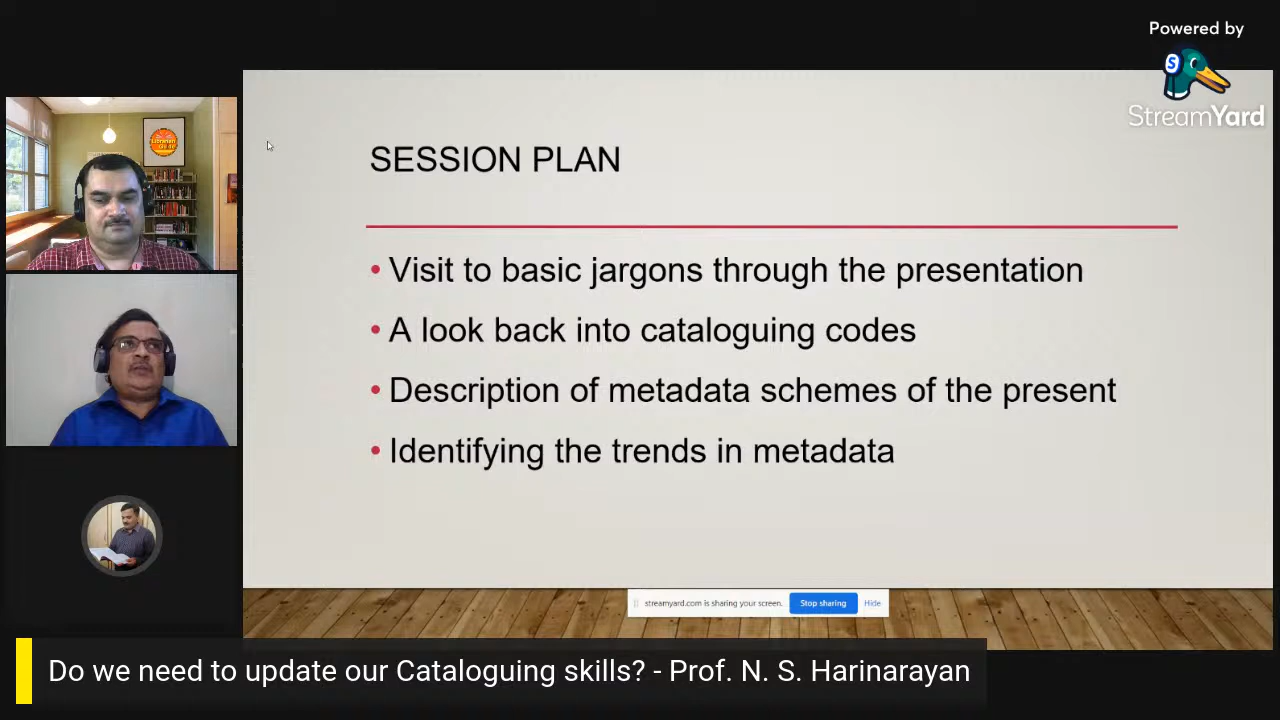 Powered by
S
StreamYard
SESSION PLAN
• Visit to basic jargons through the presentation
• A look back into cataloguing codes
• Description of metadata schemes of the present
• Identifying the trends in metadata
streamyard.com is sharing your screen. Stop sharing Hide
Do we need to update our Cataloguing skills? - Prof. N. S. Harinarayan